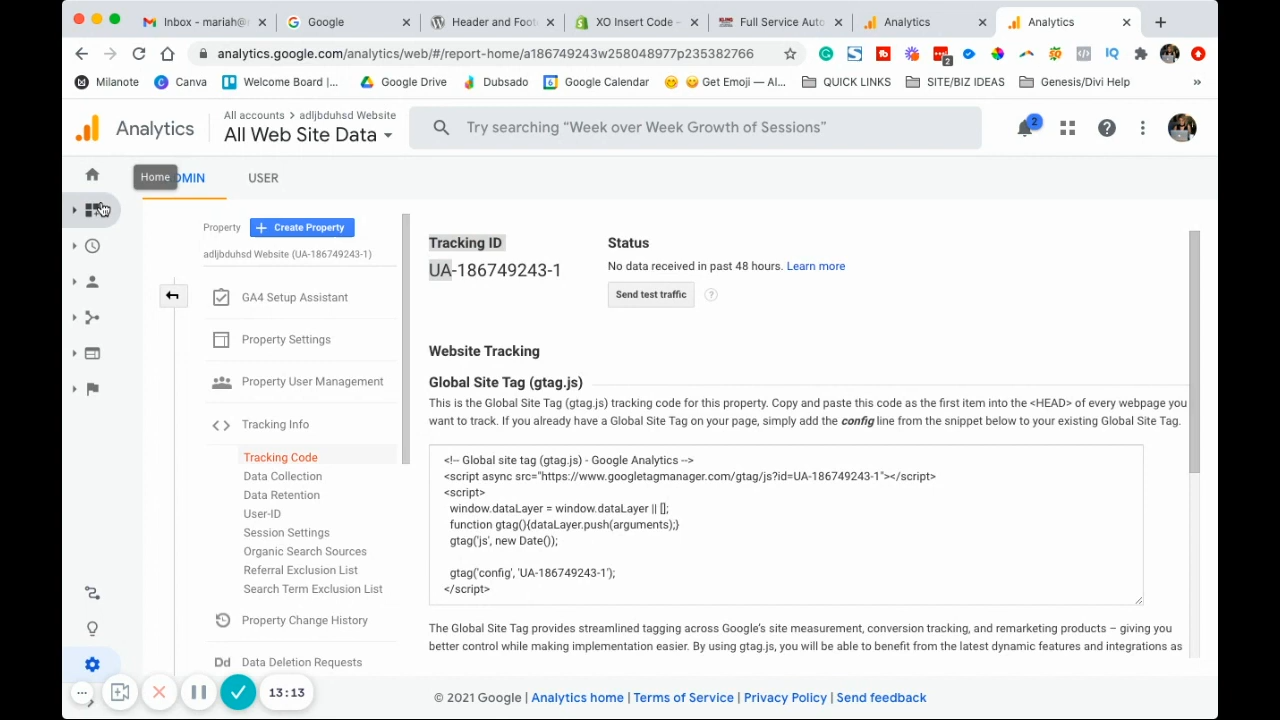 Inbox - mariah@r
Google
Header and Foot
XO Insert Code -
Full Service Auto
Analytics
Analytics
analytics.google.com/analytics/web/#/report-home/a186749243w258048977p235382766
2
Milanote
Canva
Welcome Board |...
Google Drive
Dubsado
Google Calendar
Get Emoji — Al...
QUICK LINKS
SITE/BIZ IDEAS
Genesis/Divi Help
»
Analytics
All accounts > adljbduhsd Website
All Web Site Data
Try searching “Week over Week Growth of Sessions”
2
Home
DMIN
USER
Property
+ Create Property
adljbduhsd Website (UA-186749243-1)
GA4 Setup Assistant
Property Settings
Property User Management
Tracking Info
Tracking Code
Data Collection
Data Retention
User-ID
Session Settings
Organic Search Sources
Referral Exclusion List
Search Term Exclusion List
Property Change History
Dd Data Deletion Requests
Tracking ID
UA-186749243-1
Status
No data received in past 48 hours. Learn more
Send test traffic
Website Tracking
Global Site Tag (gtag.js)
This is the Global Site Tag (gtag.js) tracking code for this property. Copy and paste this code as the first item into the <HEAD> of every webpage you
want to track. If you already have a Global Site Tag on your page, simply add the config line from the snippet below to your existing Global Site Tag.
<!-- Global site tag (gtag.js) - Google Analytics -->
<script async src="https://www.googletagmanager.com/gtag/js?id=UA-186749243-1"></script>
<script>
window.dataLayer = window.dataLayer || [];
function gtag(){dataLayer.push(arguments);}
gtag('js', new Date());
gtag('config', 'UA-186749243-1');
</script>
The Global Site Tag provides streamlined tagging across Google’s site measurement, conversion tracking, and remarketing products – giving you
better control while making implementation easier. By using gtag.js, you will be able to benefit from the latest dynamic features and integrations as
13:13
© 2021 Google | Analytics home | Terms of Service | Privacy Policy | Send feedback